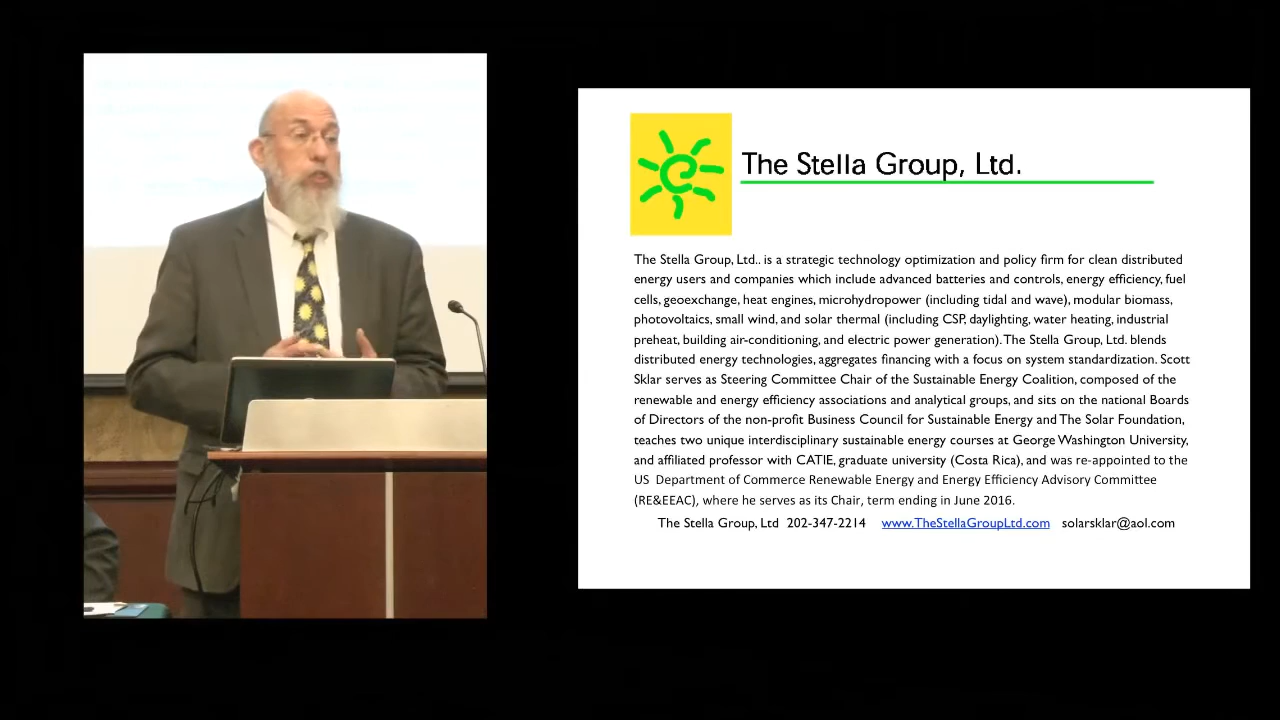 The Stella Group, Ltd.
The Stella Group, Ltd.. is a strategic technology optimization and policy firm for clean distributed
energy users and companies which include advanced batteries and controls, energy efficiency, fuel
cells, geoexchange, heat engines, microhydropower (including tidal and wave), modular biomass,
photovoltaics, small wind, and solar thermal (including CSP, daylighting, water heating, industrial
preheat, building air-conditioning, and electric power generation). The Stella Group, Ltd. blends
distributed energy technologies, aggregates financing with a focus on system standardization. Scott
Sklar serves as Steering Committee Chair of the Sustainable Energy Coalition, composed of the
renewable and energy efficiency associations and analytical groups, and sits on the national Boards
of Directors of the non-profit Business Council for Sustainable Energy and The Solar Foundation,
teaches two unique interdisciplinary sustainable energy courses at George Washington University,
and affiliated professor with CATIE, graduate university (Costa Rica), and was re-appointed to the
US Department of Commerce Renewable Energy and Energy Efficiency Advisory Committee
(RE&EEAC), where he serves as its Chair, term ending in June 2016.
The Stella Group, Ltd 202-347-2214 www.TheStellaGroupLtd.com solarsklar@aol.com